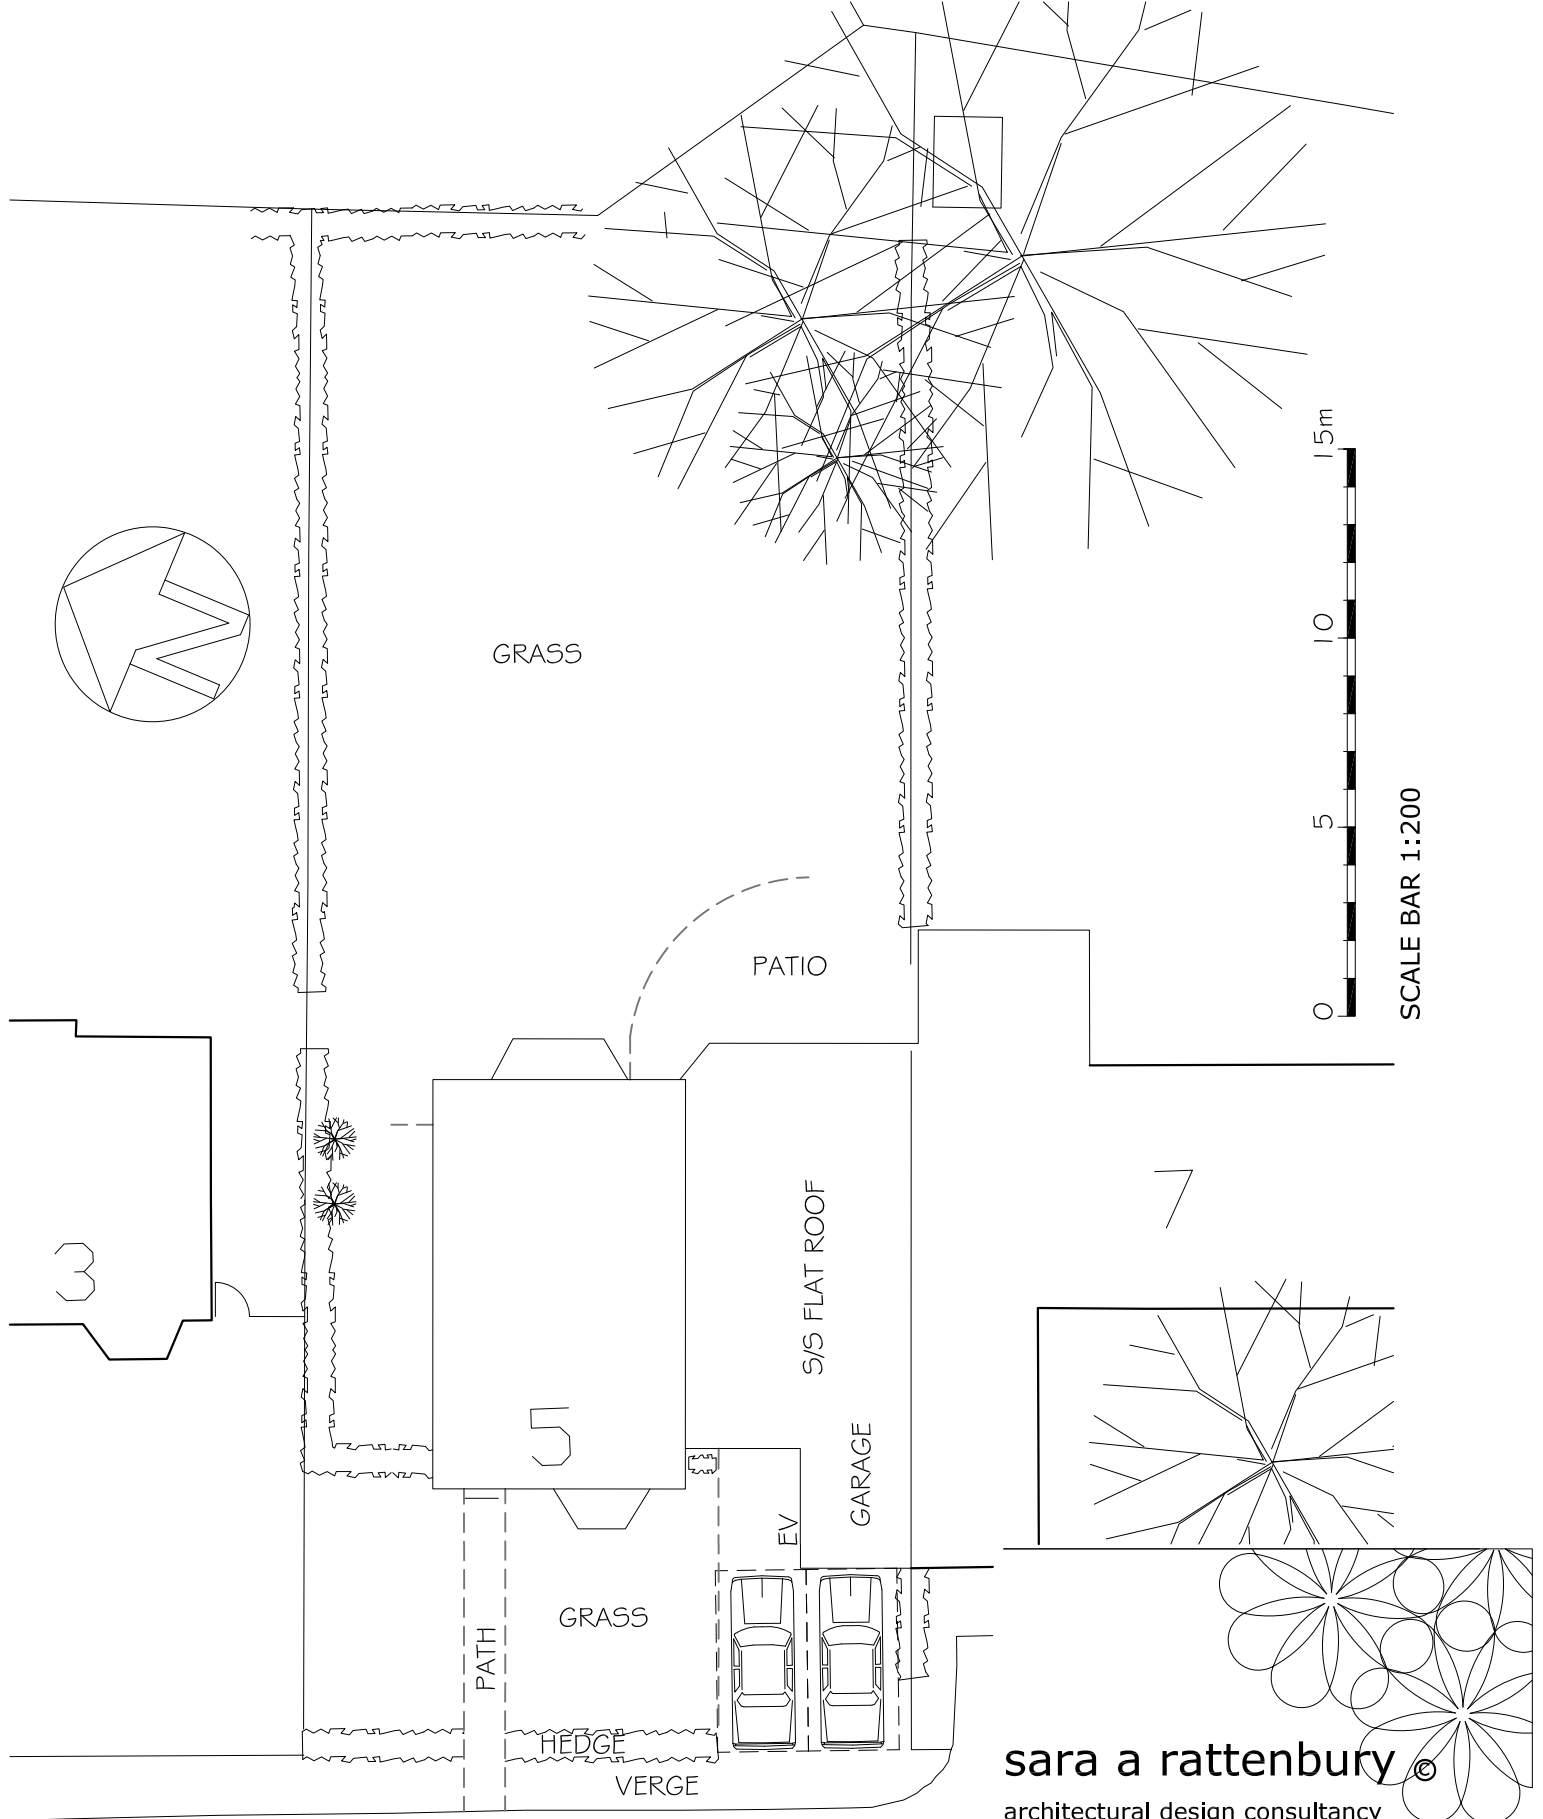 N
GRASS
15m
10
5
0
SCALE BAR 1:200
PATIO
3
5
7
S/S FLAT ROOF
GARAGE
EV
GRASS
PATH
HEDGE
VERGE
sara a rattenbury ©
architectural design consultancy